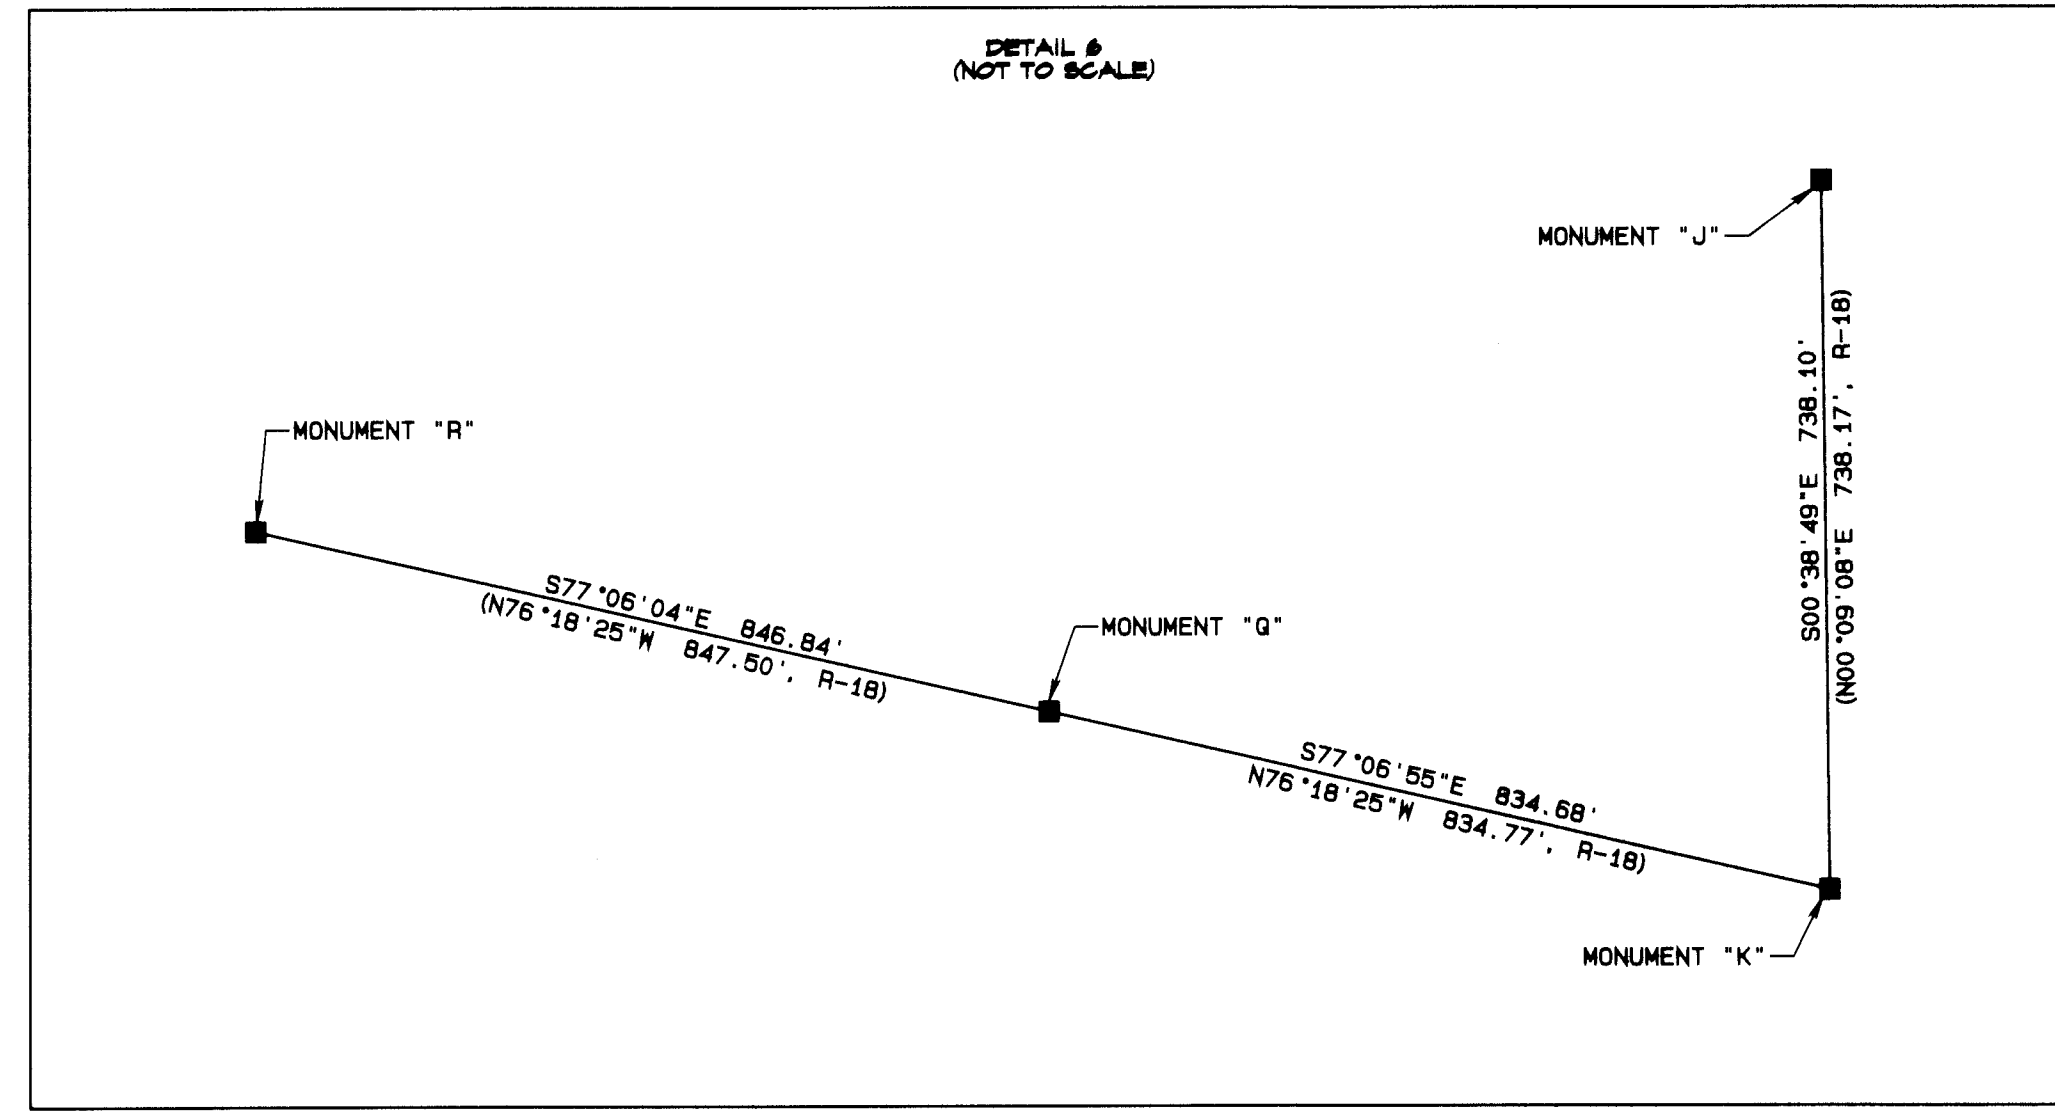 DETAIL 6
(NOT TO SCALE)
MONUMENT "J"
S00°38'49"E 738.10'
(N00°09'08"E 738.17', R-18)
MONUMENT "R"
S77°06'04"E 846.84'
(N76°18'25"W 847.50', R-18)
MONUMENT "Q"
S77°06'55"E 834.68'
N76°18'25"W 834.77', R-18)
MONUMENT "K"